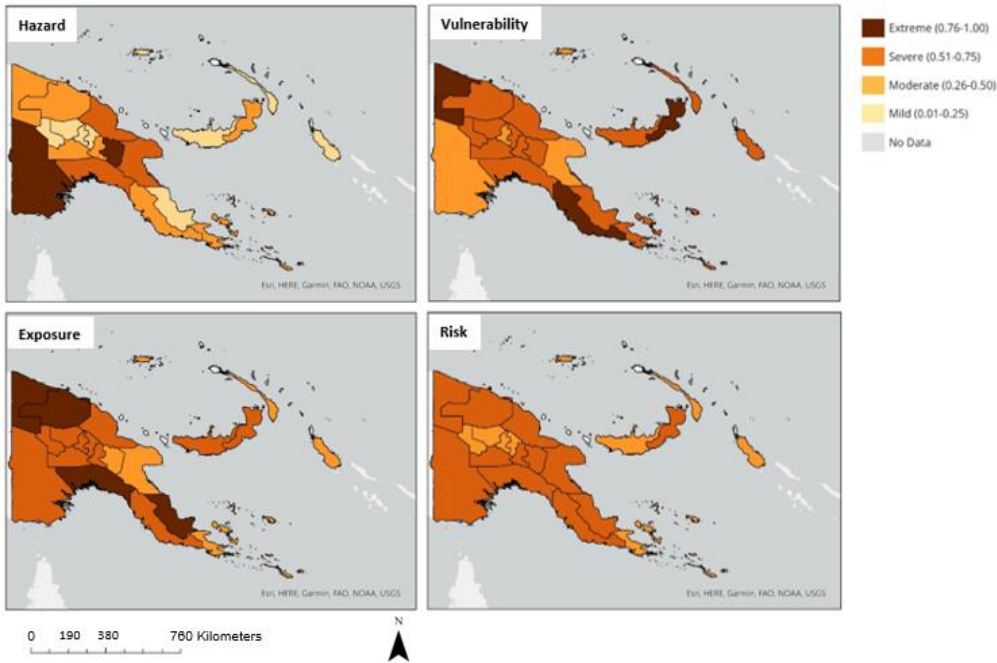 Hazard
Esri, HERE, Garmin, FAO, NOAA, USGS
Vulnerability
Esri, HERE, Garmin, FAO, NOAA, USGS
Extreme (0.76-1.00)
Severe (0.51-0.75)
Moderate (0.26-0.50)
Mild (0.01-0.25)
No Data
Exposure
Esri, HERE, Garmin, FAO, NOAA, USGS
Risk
Esri, HERE, Garmin, FAO, NOAA, USGS
0 190 380 760 Kilometers
N